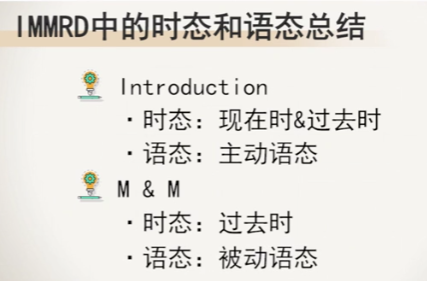 IMMRD中的时态和语态总结
Introduction
·时态：现在时&过去时
·语态：主动语态
M & M
·时态：过去时
·语态：被动语态